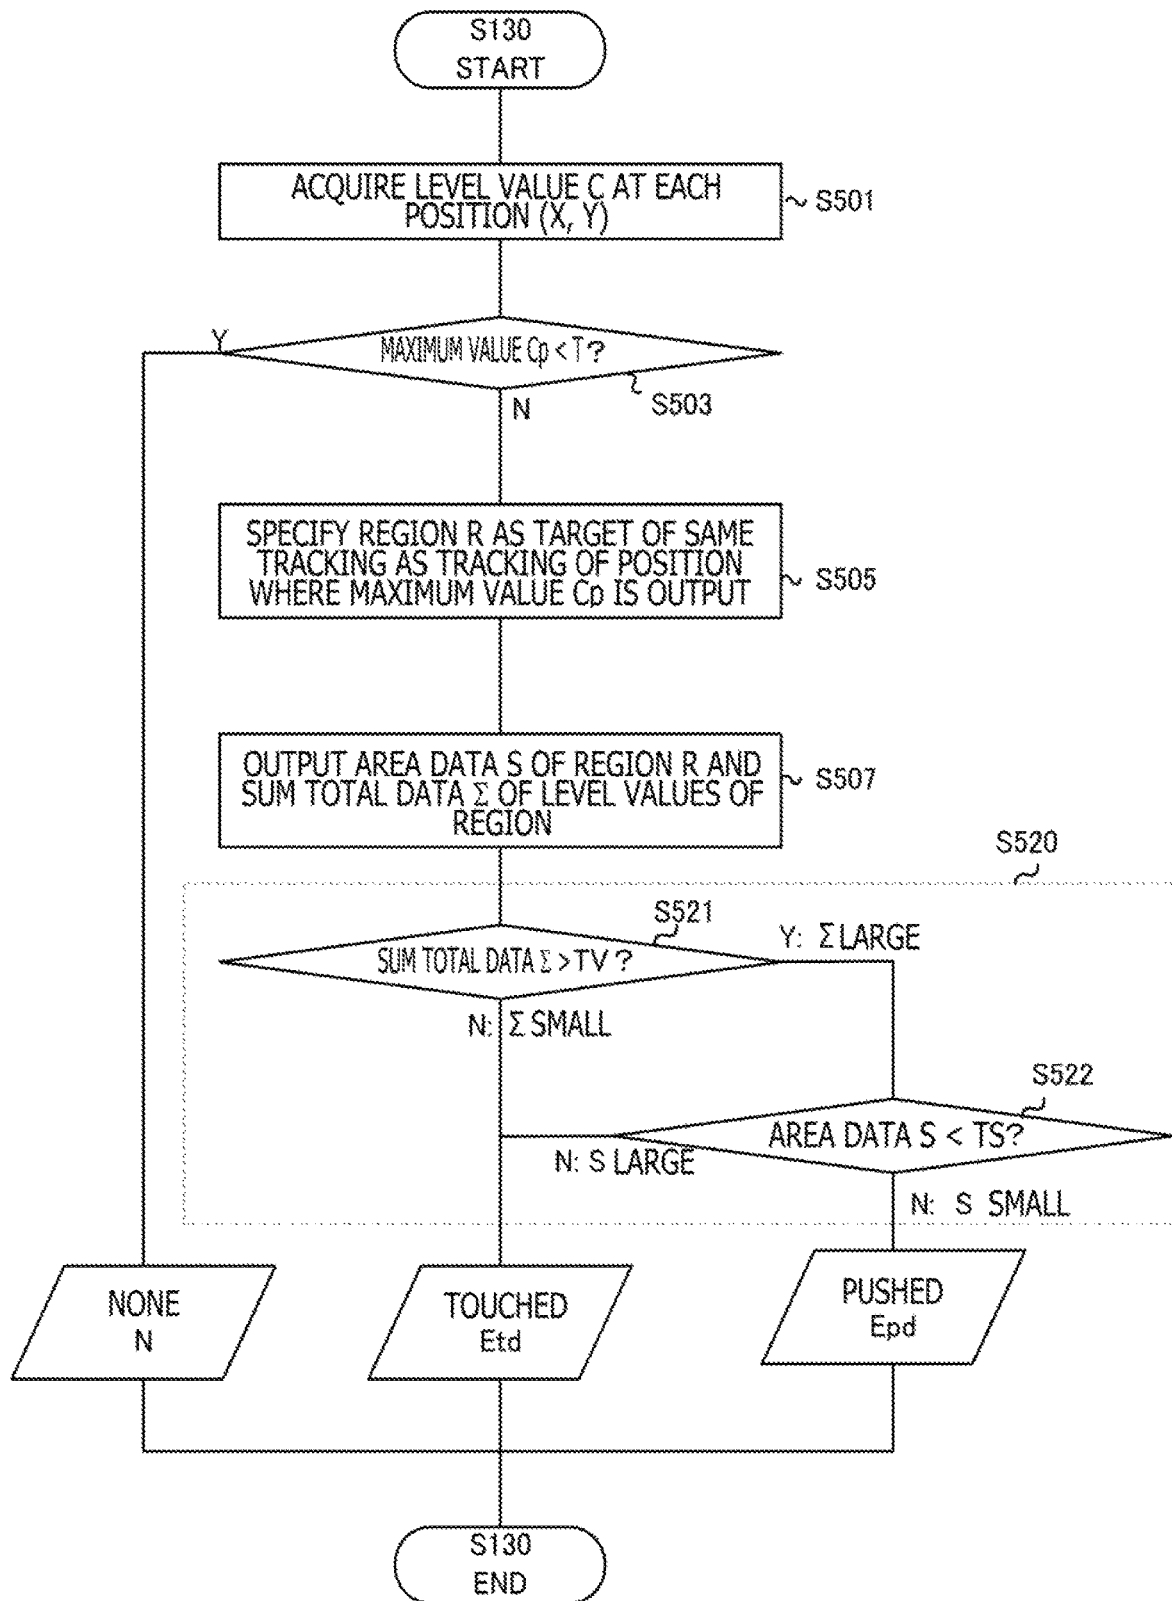 S130
START
ACQUIRE LEVEL VALUE C AT EACH
POSITION (X, Y)
S501
Y
MAXIMUM VALUE Cp < T ?
S503
N
SPECIFY REGION R AS TARGET OF SAME
TRACKING AS TRACKING OF POSITION
WHERE MAXIMUM VALUE Cp IS OUTPUT
S505
OUTPUT AREA DATA S OF REGION R AND
SUM TOTAL DATA Σ OF LEVEL VALUES OF
REGION
S507
S520
S521
SUM TOTAL DATA Σ > TV ?
Y: Σ LARGE
N: Σ SMALL
S522
AREA DATA S < TS?
N: S LARGE
N: S SMALL
NONE
N
TOUCHED
Etd
PUSHED
Epd
S130
END